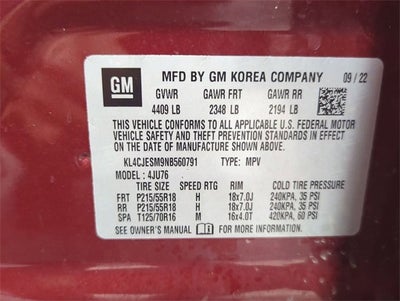 GM MFD BY GM KOREA COMPANY 09/22
GVWR GAWR FRT GAWR RR
4409 LB 2348 LB 2194 LB
THIS VEHICLE CONFORMS TO ALL APPLICABLE U.S. FEDERAL MOTOR
VEHICLE SAFETY AND THEFT PREVENTION STANDARDS IN EFFECT
ON THE DATE OF MANUFACTURE SHOWN ABOVE.
KL4CJESM9NB560791 TYPE: MPV
MODEL: 4JU76
TIRE SIZE SPEED RTG RIM COLD TIRE PRESSURE
FRT P215/55R18 H 18x7.0J 240KPA, 35 PSI
RR P215/55R18 H 18x7.0J 240KPA, 35 PSI
SPA T125/70R16 M 16x4.0T 420KPA, 60 PSI
SEE OWNER'S MANUAL FOR MORE INFORMATION